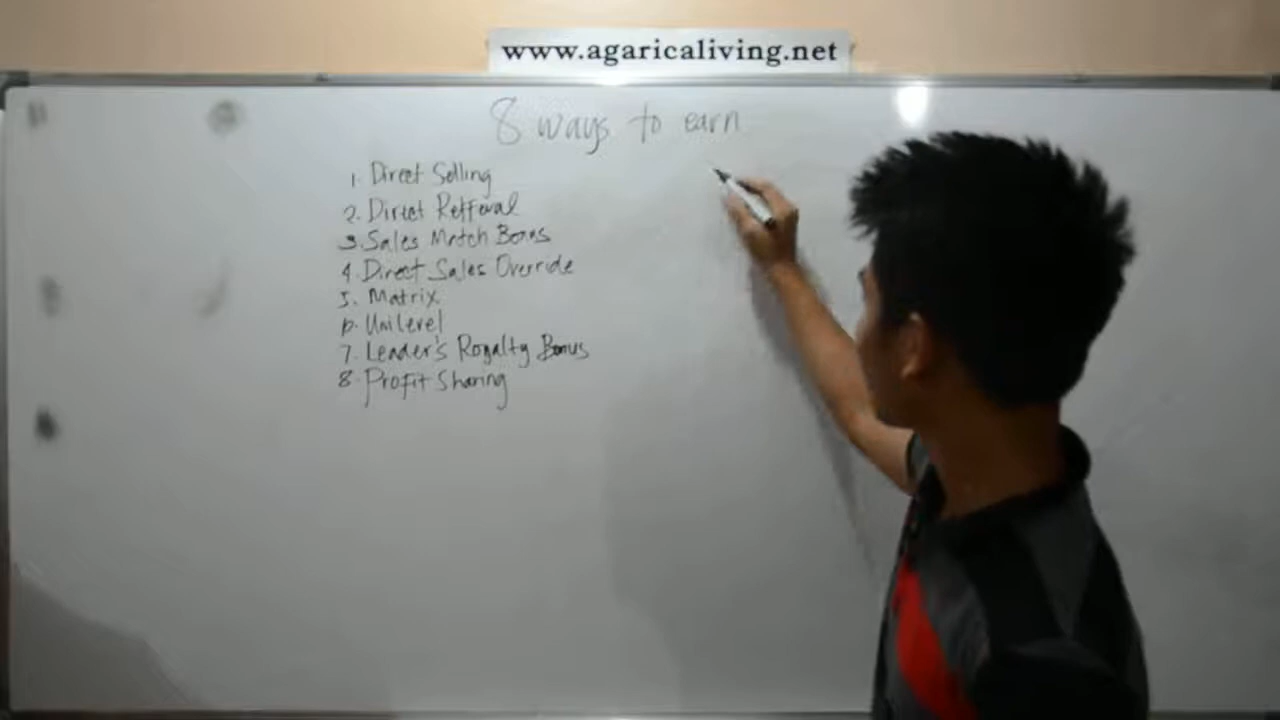 www.agaricaliving.net
8 ways to earn
1. Direct Selling
2. Direct Refferal
3. Sales Match Bonus
4. Direct Sales Override
5. Matrix
6. Unilevel
7. Leader's Royalty Bonus
8. Profit Sharing